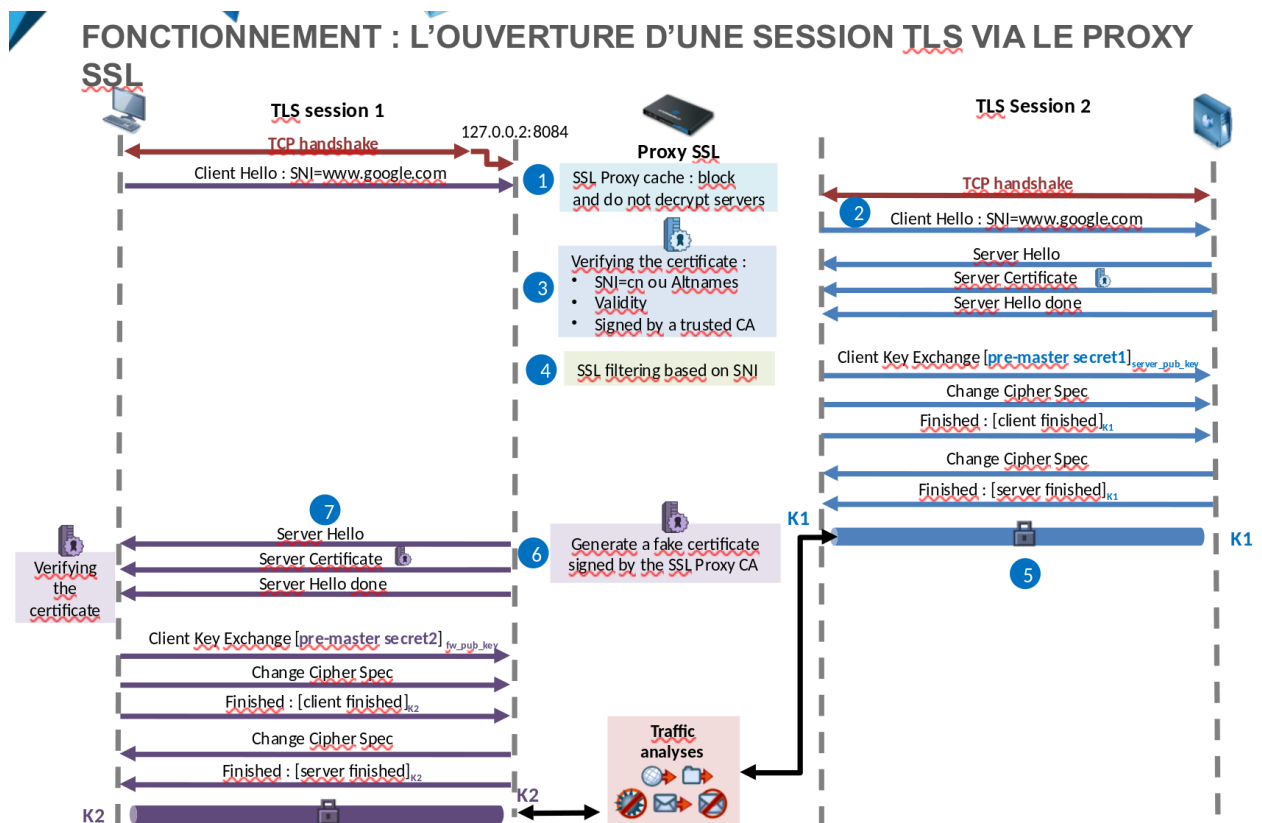 FONCTIONNEMENT : L’OUVERTURE D’UNE SESSION TLS VIA LE PROXY
SSL
TLS session 1
TLS Session 2
127.0.0.2:8084
TCP handshake
Client Hello : SNI=www.google.com
Proxy SSL
1
SSL Proxy cache : block
and do not decrypt servers
TCP handshake
2
Client Hello : SNI=www.google.com
Server Hello
Server Certificate
Server Hello done
3
Verifying the certificate :
• SNI=cn ou Altnames
• Validity
• Signed by a trusted CA
4
SSL filtering based on SNI
Client Key Exchange [pre-master secret1]server_pub_key
Change Cipher Spec
Finished : [client finished]K1
Change Cipher Spec
Finished : [server finished]K1
K1
K1
5
6
Generate a fake certificate
signed by the SSL Proxy CA
7
Server Hello
Server Certificate
Server Hello done
Verifying
the
certificate
Client Key Exchange [pre-master secret2] fw_pub_key
Change Cipher Spec
Finished : [client finished]K2
Change Cipher Spec
Finished : [server finished]K2
K2
K2
Traffic
analyses